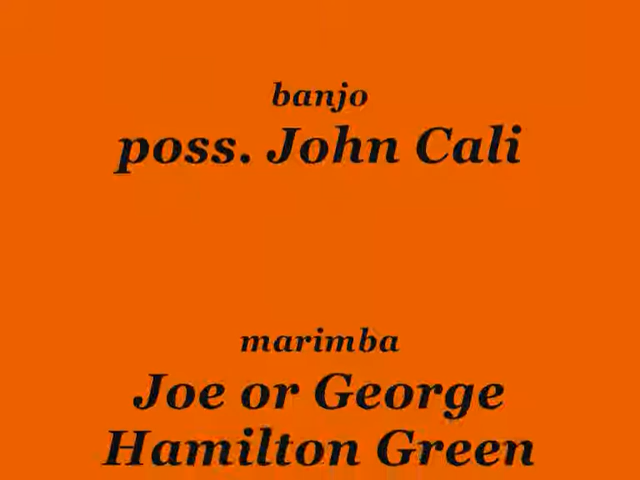 banjo
poss. John Cali
marimba
Joe or George
Hamilton Green